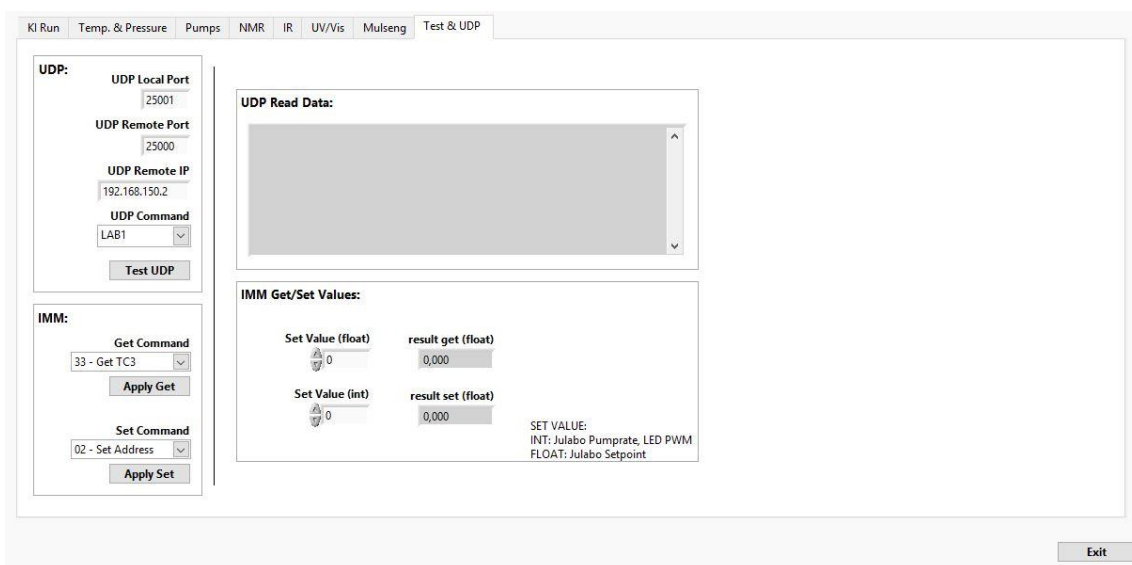 KI Run Temp. & Pressure Pumps NMR IR UV/Vis Mulseng Test & UDP
UDP:
UDP Local Port
25001
UDP Remote Port
25000
UDP Remote IP
192.168.150.2
UDP Command
LAB1
Test UDP
IMM:
Get Command
33 - Get TC3
Apply Get
Set Command
02 - Set Address
Apply Set
UDP Read Data:
IMM Get/Set Values:
Set Value (float) result get (float)
0 0,000
Set Value (int) result set (float)
0 0,000
SET VALUE:
INT: Julabo Pumprate, LED PWM
FLOAT: Julabo Setpoint
Exit